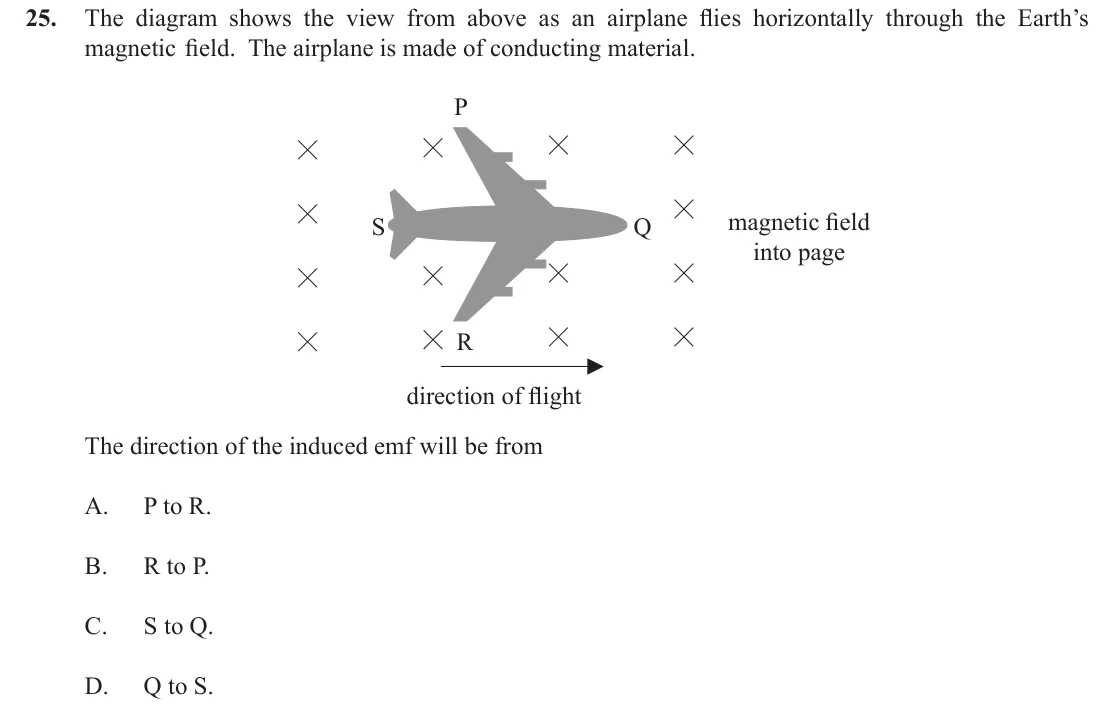 25. The diagram shows the view from above as an airplane flies horizontally through the Earth's
magnetic field. The airplane is made of conducting material.
P
S
Q
magnetic field
into page
R
direction of flight
The direction of the induced emf will be from
A. P to R.
B. R to P.
C. S to Q.
D. Q to S.